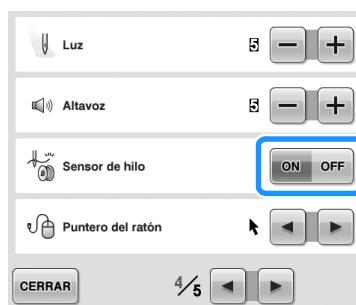 Luz 5 − +
Altavoz 5 − +
Sensor de hilo ON OFF
Puntero del ratón
CERRAR 4/5